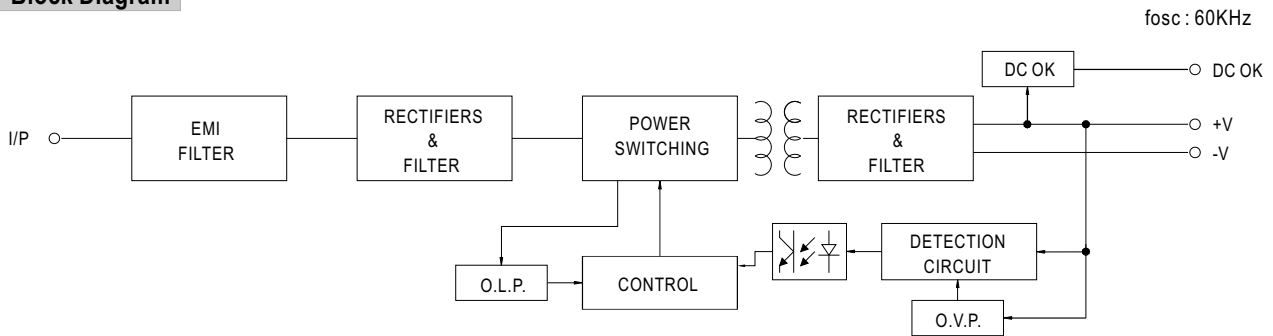 Block Diagram
fosc : 60KHz
DC OK
DC OK
I/P
EMI
FILTER
RECTIFIERS
&
FILTER
POWER
SWITCHING
RECTIFIERS
&
FILTER
+V
-V
O.L.P.
CONTROL
DETECTION
CIRCUIT
O.V.P.